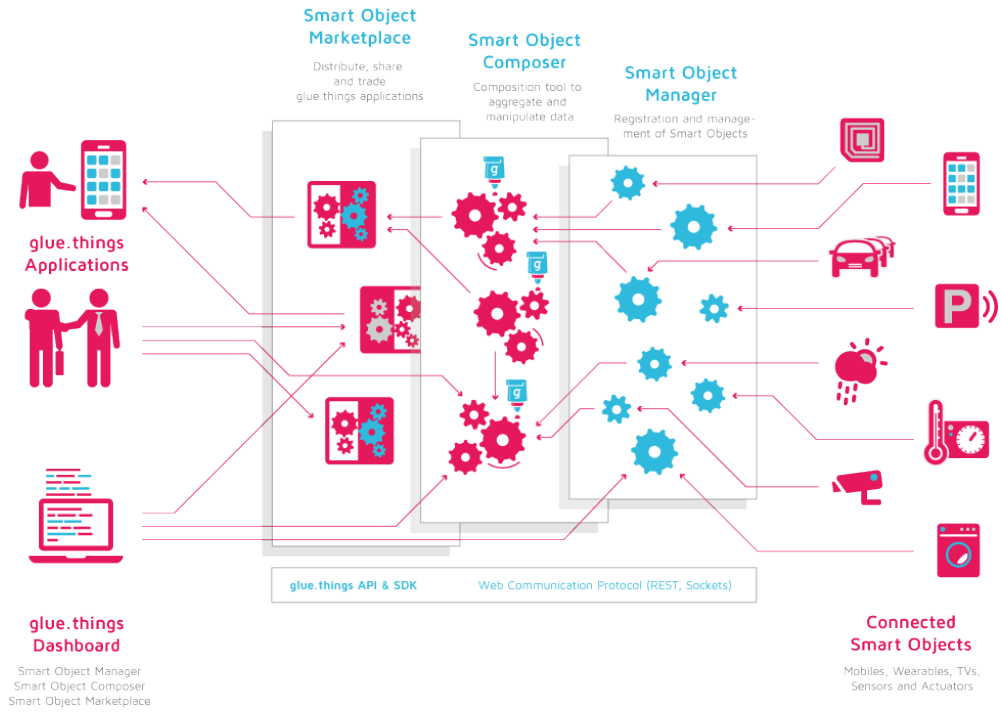 Smart Object
Marketplace
Distribute, share
and trade
glue.things applications
Smart Object
Composer
Composition tool to
aggregate and
manipulate data
Smart Object
Manager
Registration and manage-
ment of Smart Objects
glue.things
Applications
g
g
g
P
glue.things API & SDK
Web Communication Protocol (REST, Sockets)
glue.things
Dashboard
Smart Object Manager
Smart Object Composer
Smart Object Marketplace
Connected
Smart Objects
Mobiles, Wearables, TVs,
Sensors and Actuators